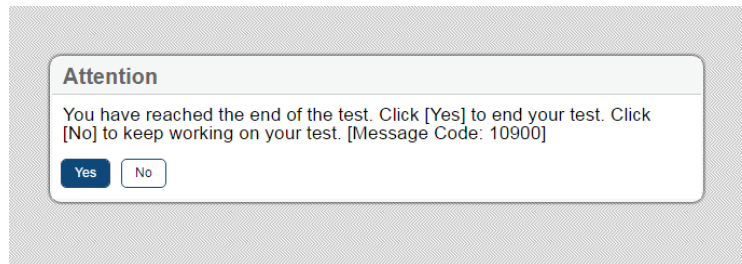 Attention
You have reached the end of the test. Click [Yes] to end your test. Click
[No] to keep working on your test. [Message Code: 10900]
Yes No